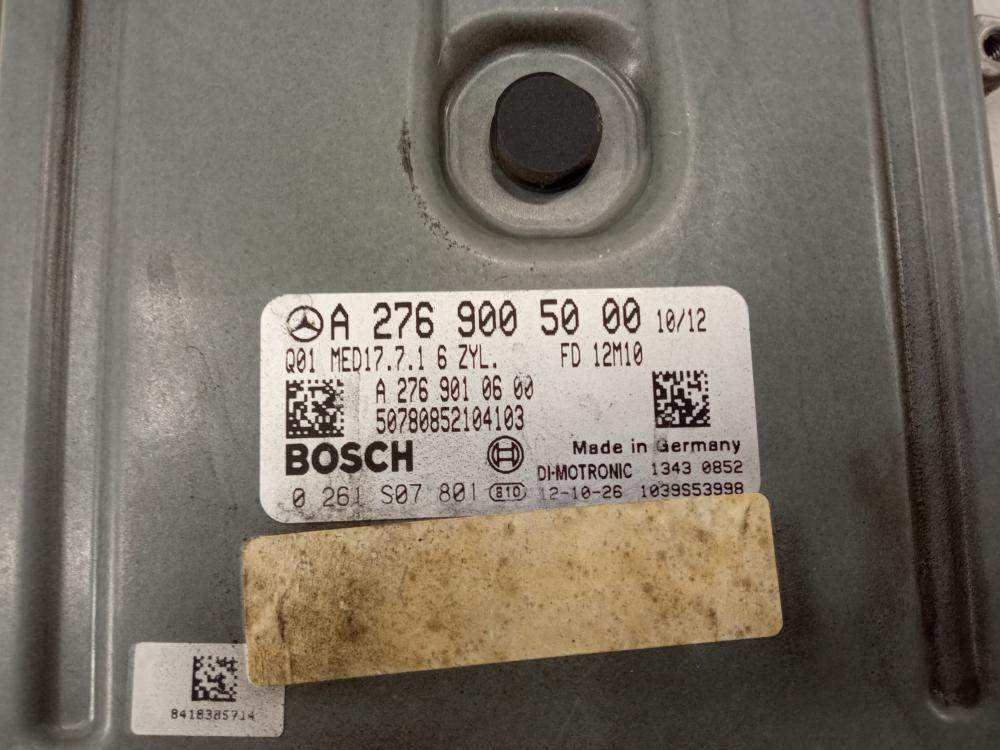 A 276 900 50 00 10/12
Q01 MED17.7.1 6 ZYL. FD 12M10
A 276 901 06 00
50780852104103
BOSCH Made in Germany
DI-MOTRONIC 1343 0852
0 261 S07 801 810 12-10-26 1039S53998
8418385714